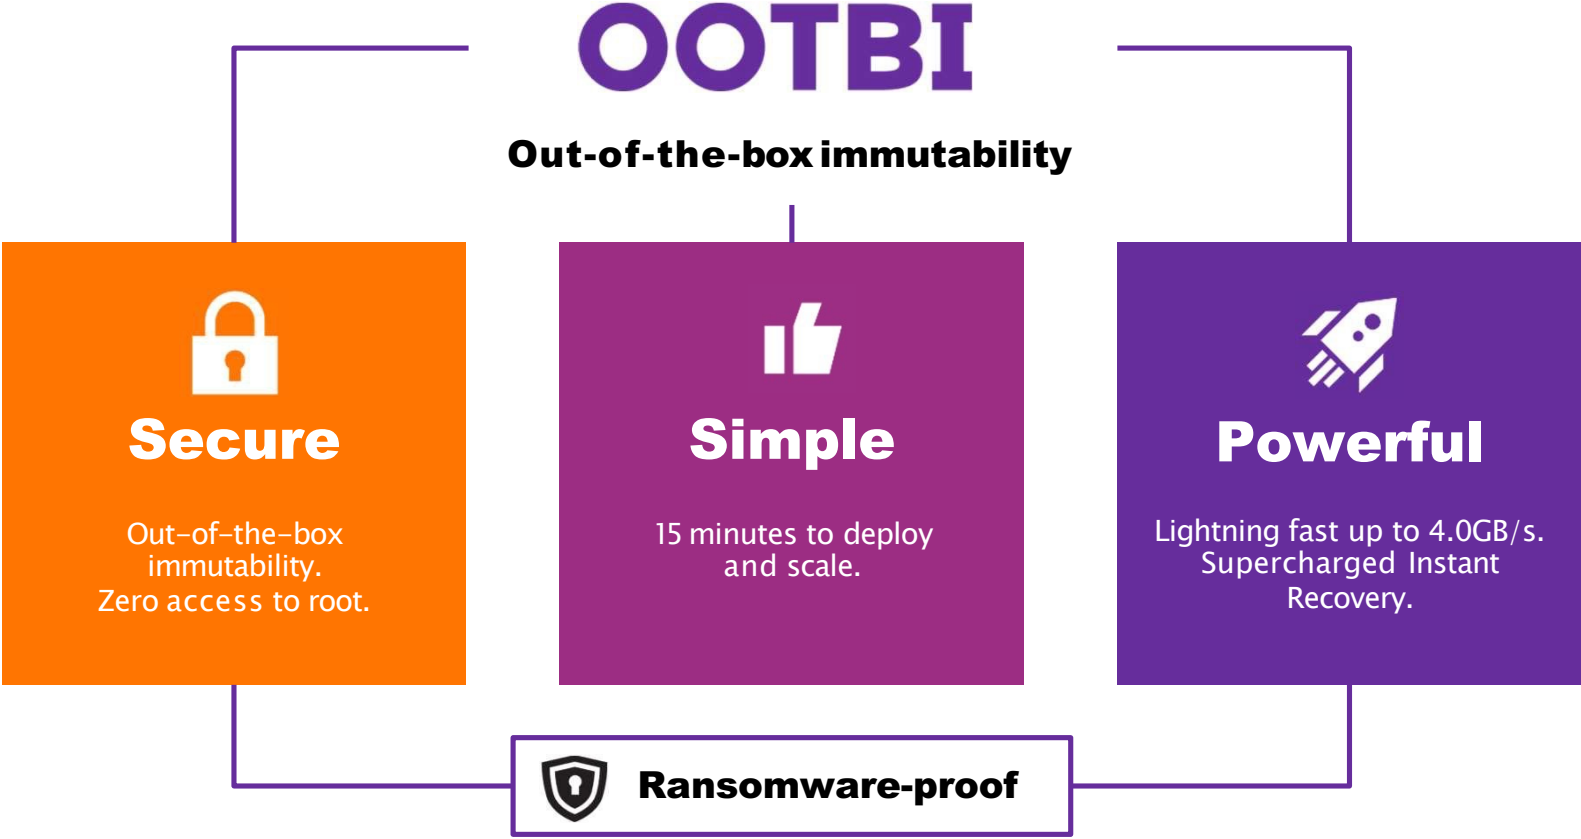 OOTBI
Out-of-the-box immutability
Secure
Out-of-the-box
immutability.
Zero access to root.
Simple
15 minutes to deploy
and scale.
Powerful
Lightning fast up to 4.0GB/s.
Supercharged Instant
Recovery.
Ransomware-proof